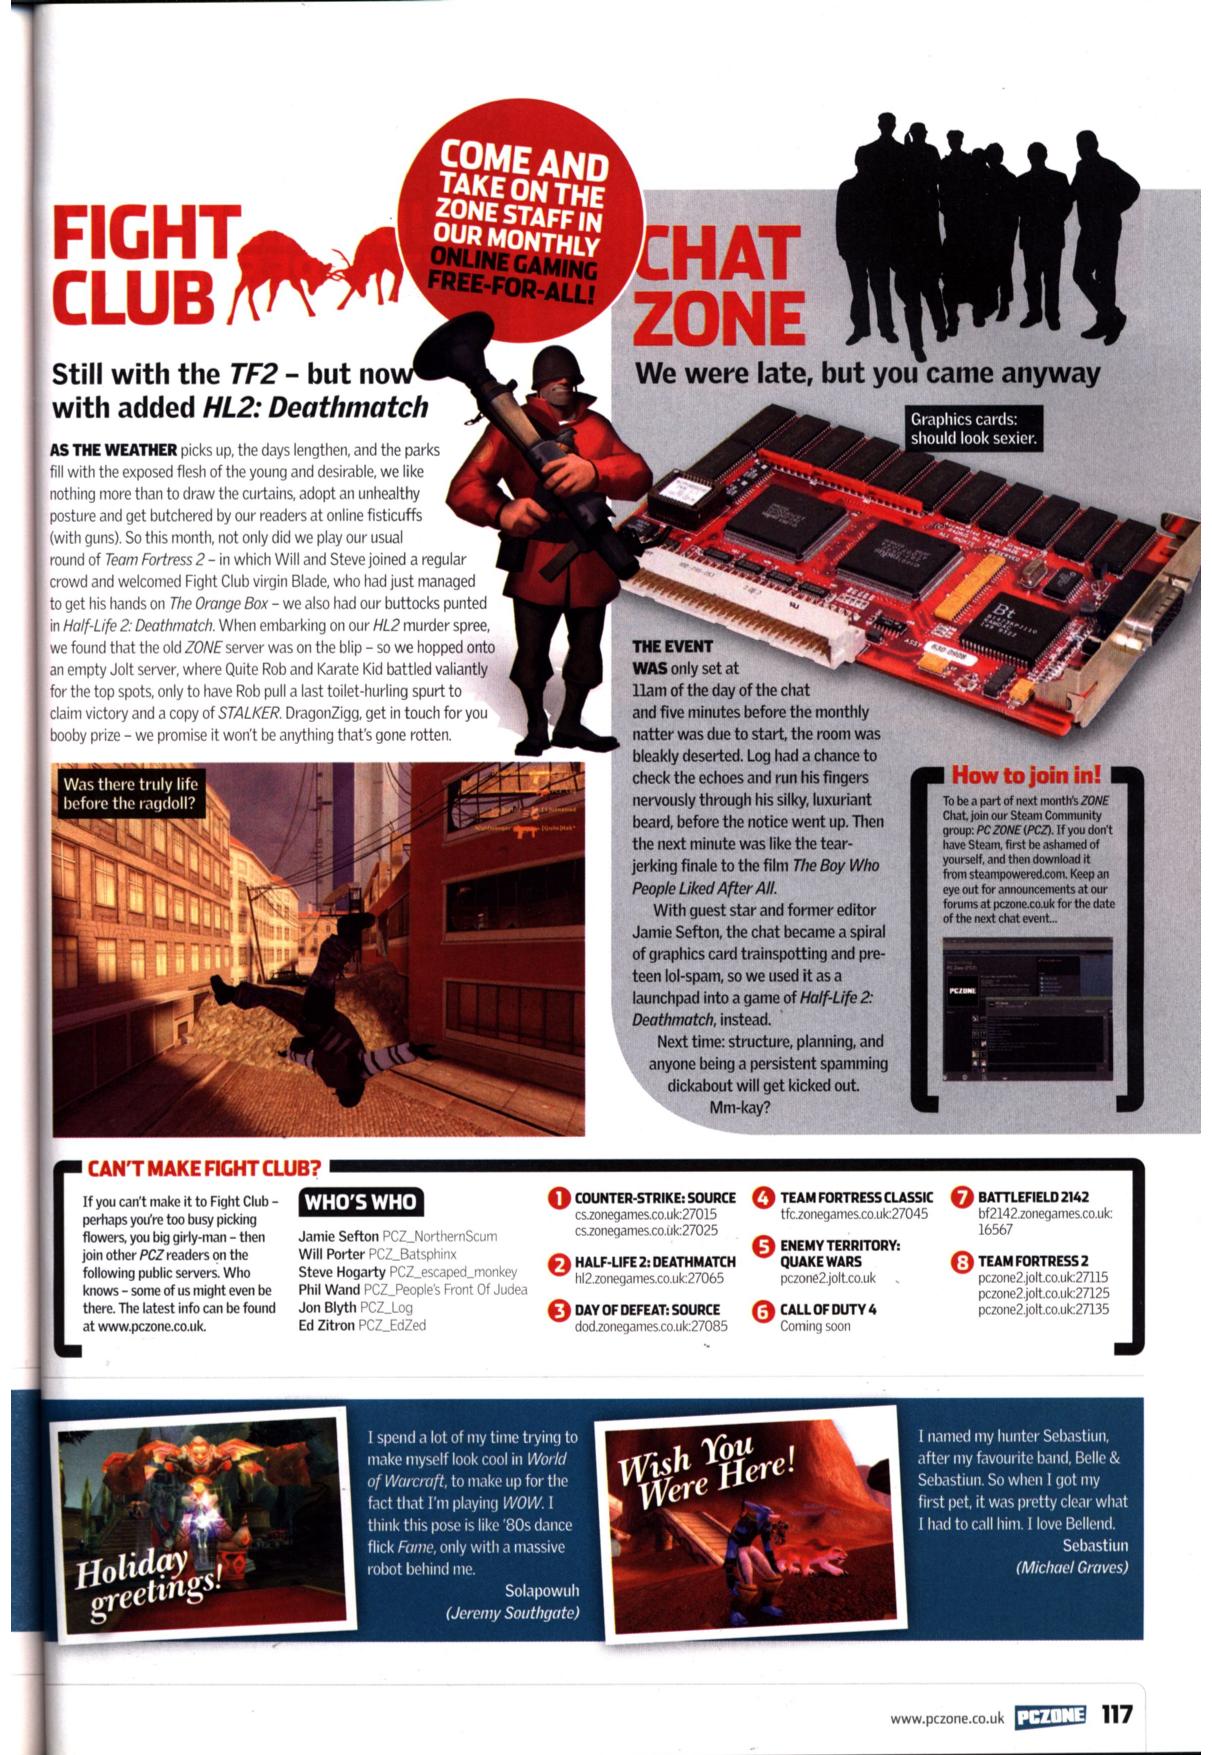 FIGHT
CLUB
COME AND
TAKE ON THE
ZONE STAFF IN
OUR MONTHLY
ONLINE GAMING
FREE-FOR-ALL!
Still with the TF2 – but now
with added HL2: Deathmatch
AS THE WEATHER picks up, the days lengthen, and the parks
fill with the exposed flesh of the young and desirable, we like
nothing more than to draw the curtains, adopt an unhealthy
posture and get butchered by our readers at online fisticuffs
(with guns). So this month, not only did we play our usual
round of Team Fortress 2 – in which Will and Steve joined a regular
crowd and welcomed Fight Club virgin Blade, who had just managed
to get his hands on The Orange Box – we also had our buttocks punted
in Half-Life 2: Deathmatch. When embarking on our HL2 murder spree,
we found that the old ZONE server was on the blip – so we hopped onto
an empty Jolt server, where Quite Rob and Karate Kid battled valiantly
for the top spots, only to have Rob pull a last toilet-hurling spurt to
claim victory and a copy of STALKER. DragonZigg, get in touch for you
booby prize – we promise it won't be anything that's gone rotten.
Was there truly life
before the ragdoll?
CHAT
ZONE
We were late, but you came anyway
Graphics cards:
should look sexier.
THE EVENT
WAS only set at
11am of the day of the chat
and five minutes before the monthly
natter was due to start, the room was
bleakly deserted. Log had a chance to
check the echoes and run his fingers
nervously through his silky, luxuriant
beard, before the notice went up. Then
the next minute was like the tear-
jerking finale to the film The Boy Who
People Liked After All.
With guest star and former editor
Jamie Sefton, the chat became a spiral
of graphics card trainspotting and pre-
teen lol-spam, so we used it as a
launchpad into a game of Half-Life 2:
Deathmatch, instead.
Next time: structure, planning, and
anyone being a persistent spamming
dickabout will get kicked out.
Mm-kay?
How to join in!
To be a part of next month's ZONE
Chat, join our Steam Community
group: PC ZONE (PCZ). If you don't
have Steam, first be ashamed of
yourself, and then download it
from steampowered.com. Keep an
eye out for announcements at our
forums at pczone.co.uk for the date
of the next chat event...
PCZONE
CAN'T MAKE FIGHT CLUB?
If you can't make it to Fight Club –
perhaps you're too busy picking
flowers, you big girly-man – then
join other PCZ readers on the
following public servers. Who
knows – some of us might even be
there. The latest info can be found
at www.pczone.co.uk.
WHO'S WHO
Jamie Sefton PCZ_NorthernScum
Will Porter PCZ_Batsphinx
Steve Hogarty PCZ_escaped_monkey
Phil Wand PCZ_People's Front Of Judea
Jon Blyth PCZ_Log
Ed Zitron PCZ_EdZed
1 COUNTER-STRIKE: SOURCE
cs.zonegames.co.uk:27015
cs.zonegames.co.uk:27025
2 HALF-LIFE 2: DEATHMATCH
hl2.zonegames.co.uk:27065
3 DAY OF DEFEAT: SOURCE
dod.zonegames.co.uk:27085
4 TEAM FORTRESS CLASSIC
tfc.zonegames.co.uk:27045
5 ENEMY TERRITORY:
QUAKE WARS
pczone2.jolt.co.uk
6 CALL OF DUTY 4
Coming soon
7 BATTLEFIELD 2142
bf2142.zonegames.co.uk:
16567
8 TEAM FORTRESS 2
pczone2.jolt.co.uk:27115
pczone2.jolt.co.uk:27125
pczone2.jolt.co.uk:27135
Holiday
greetings!
I spend a lot of my time trying to
make myself look cool in World
of Warcraft, to make up for the
fact that I'm playing WOW. I
think this pose is like '80s dance
flick Fame, only with a massive
robot behind me.
Solapowuh
(Jeremy Southgate)
Wish You
Were Here!
I named my hunter Sebastiun,
after my favourite band, Belle &
Sebastiun. So when I got my
first pet, it was pretty clear what
I had to call him. I love Bellend.
Sebastiun
(Michael Graves)
www.pczone.co.uk PCZONE 117